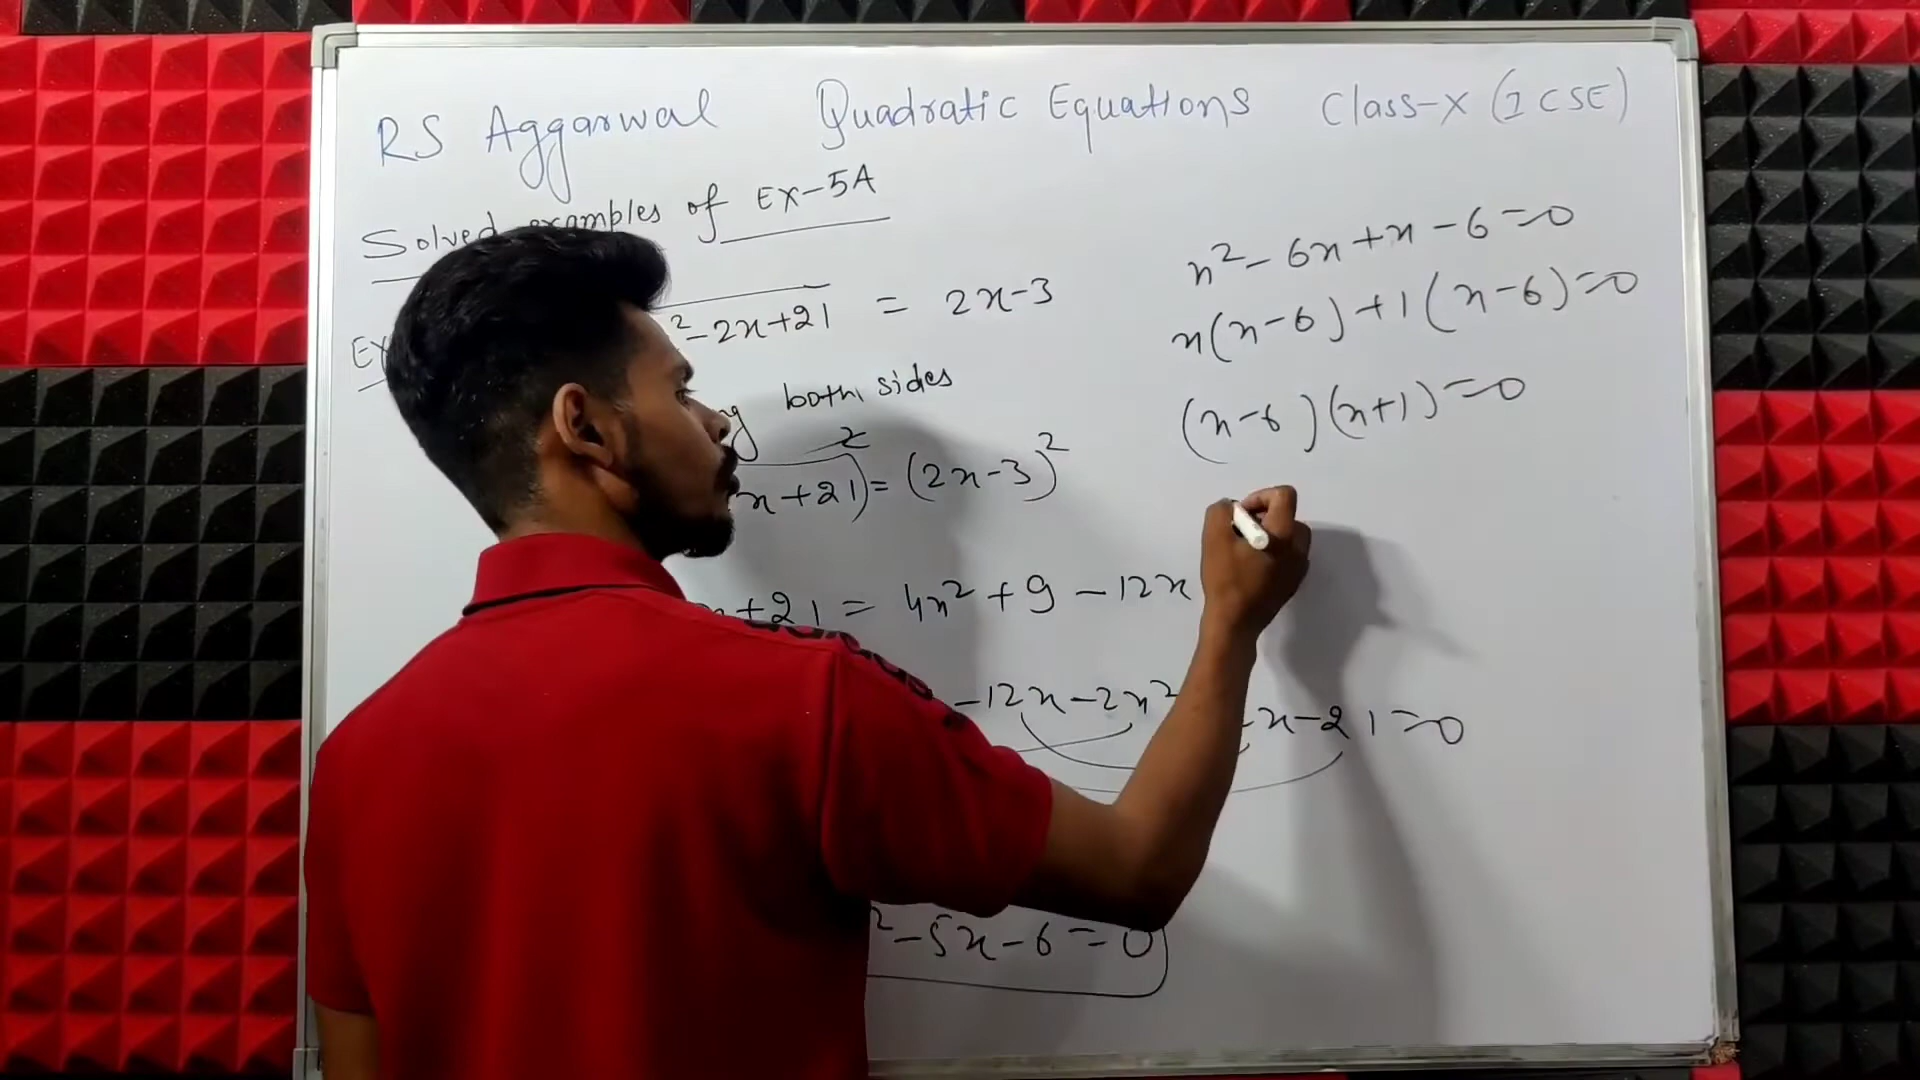 RS Aggarwal Quadratic Equations Class-X (ICSE)
Solved examples of EX-5A
²-2x+21 = 2x-3
both sides
x+21) = (2x-3)²
+21 = 4x²+9-12x
-12x-2x² x-21=0
²-5x-6=0
x²-6x+x-6=0
x(x-6)+1(x-6)=0
(x-6)(x+1)=0